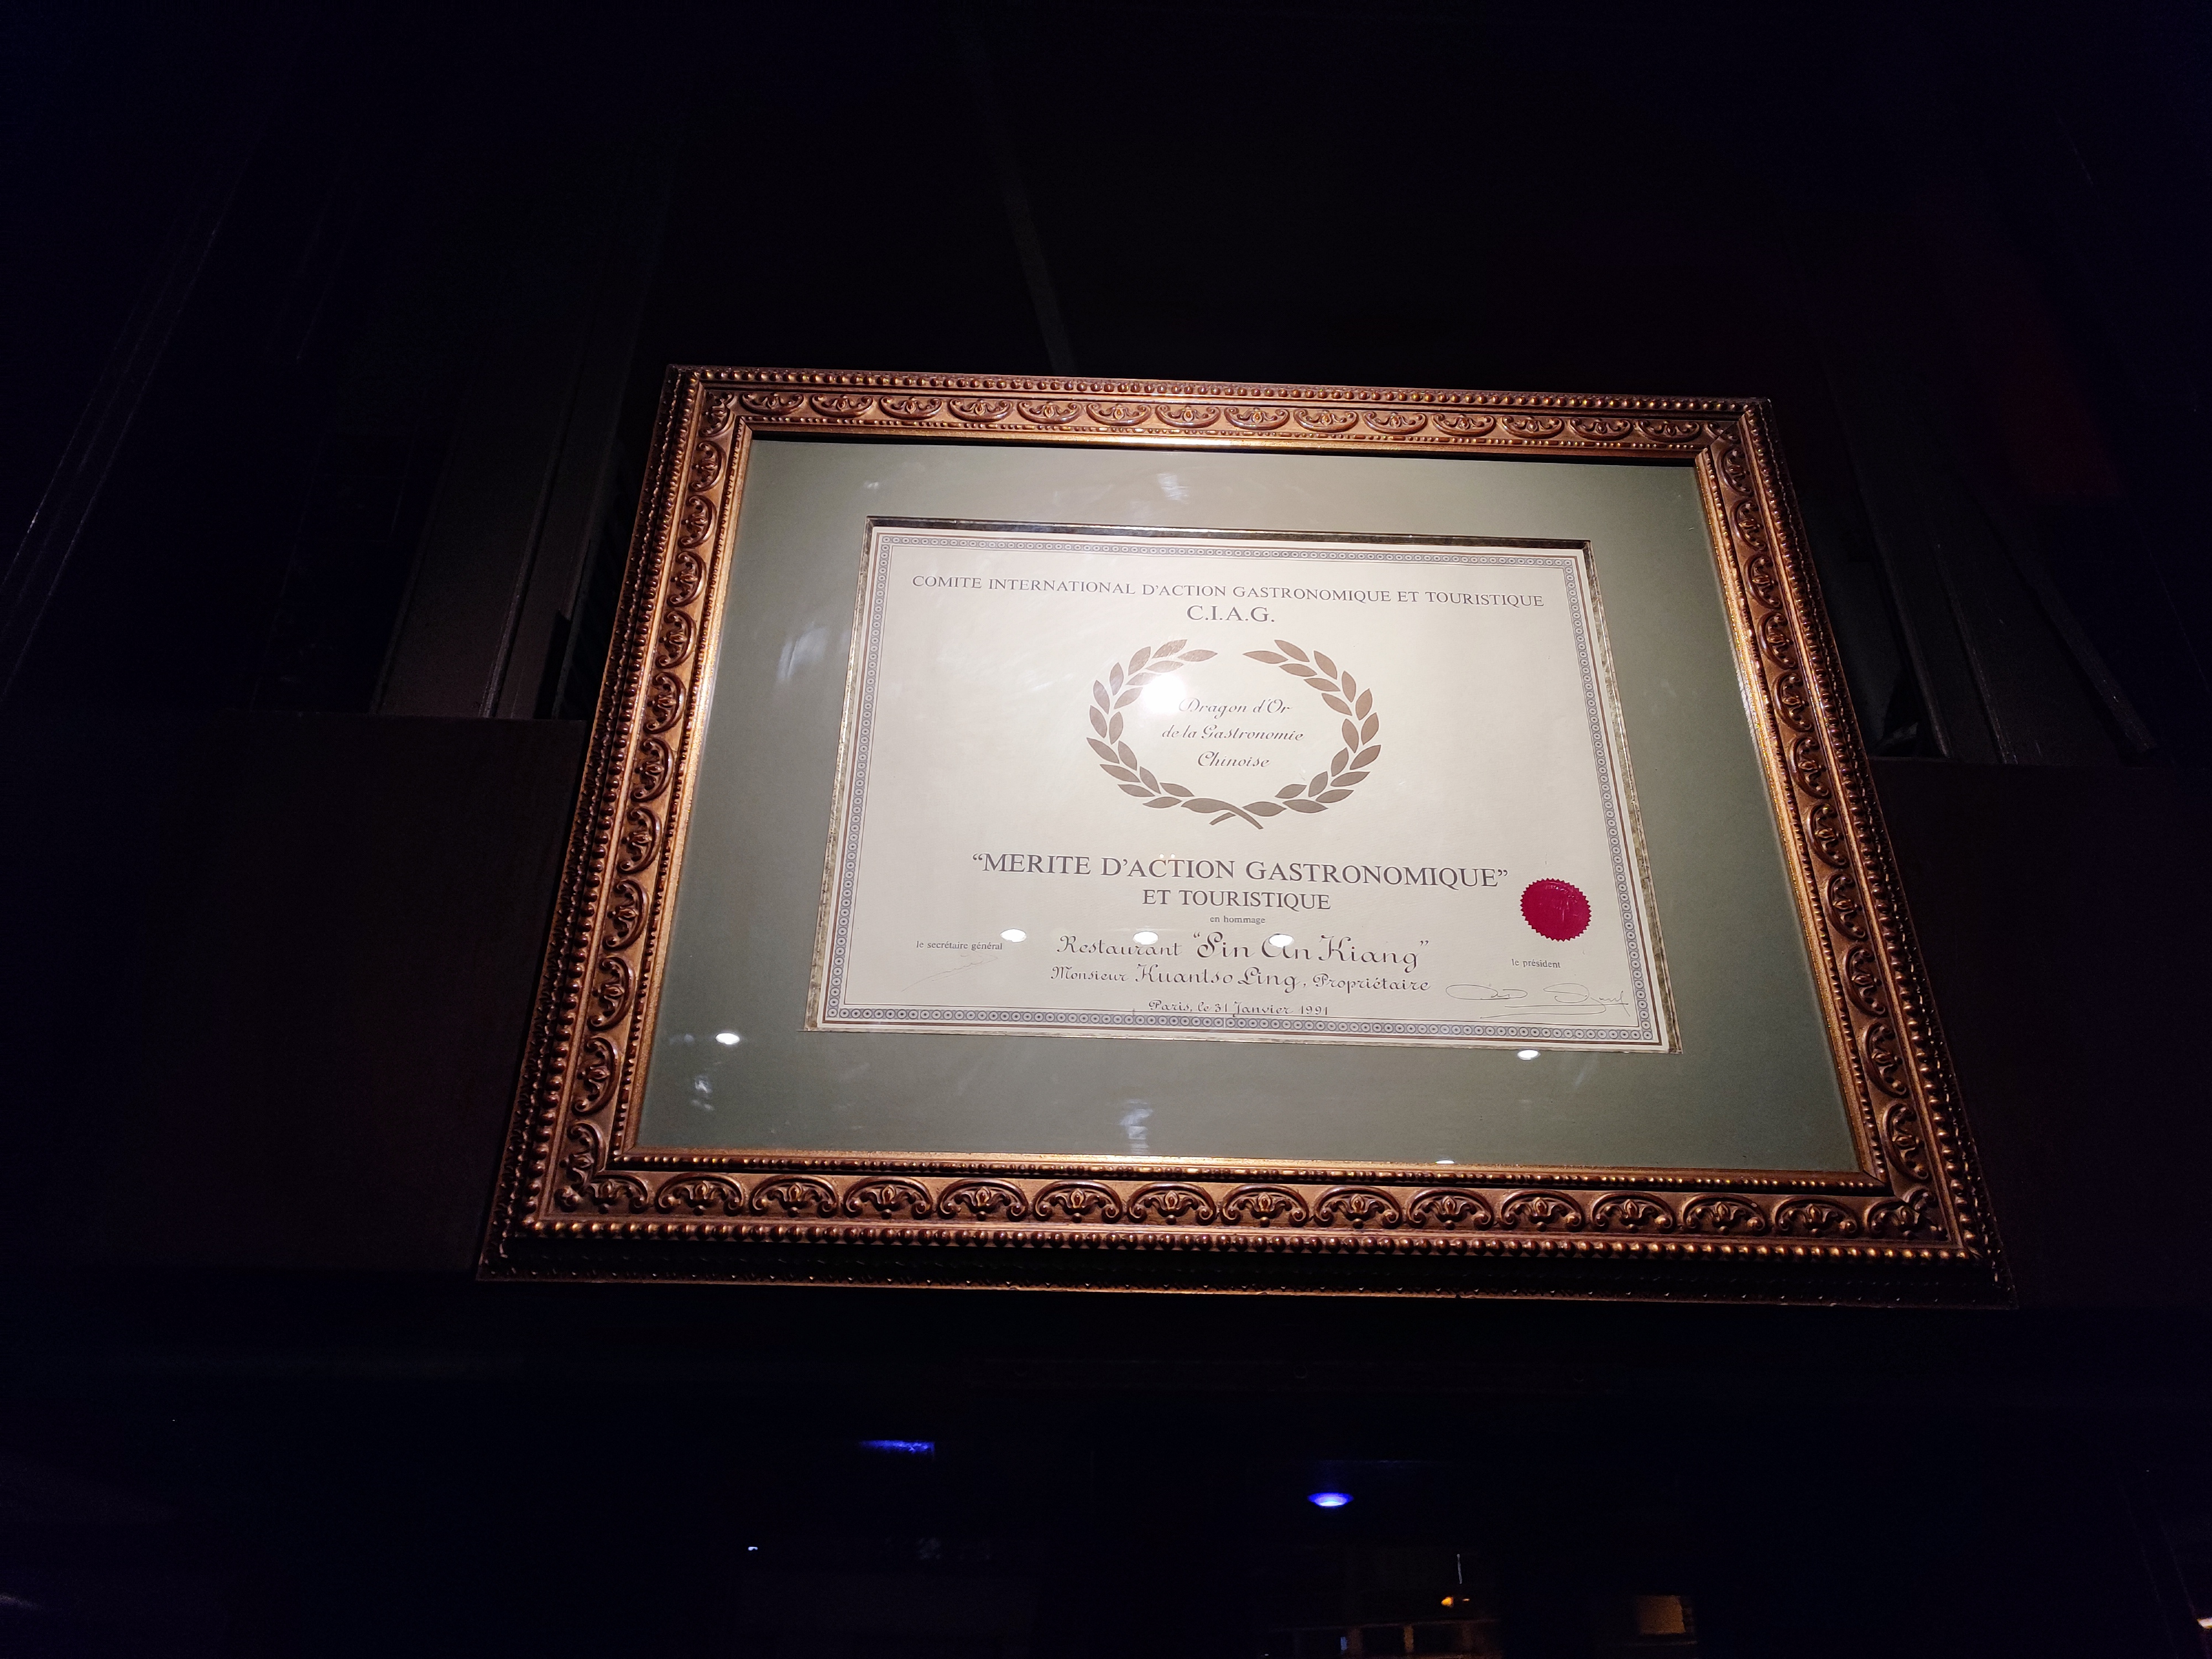 COMITE INTERNATIONAL D'ACTION GASTRONOMIQUE ET TOURISTIQUE
C.I.A.G.
Dragon d'Or
de la Gastronomie
Chinoise
“MERITE D'ACTION GASTRONOMIQUE”
ET TOURISTIQUE
en hommage
le secrétaire général
Restaurant “Sin An Kiang”
le président
Monsieur Kuantso Ling, Propriétaire
Paris, le 31 Janvier 1991